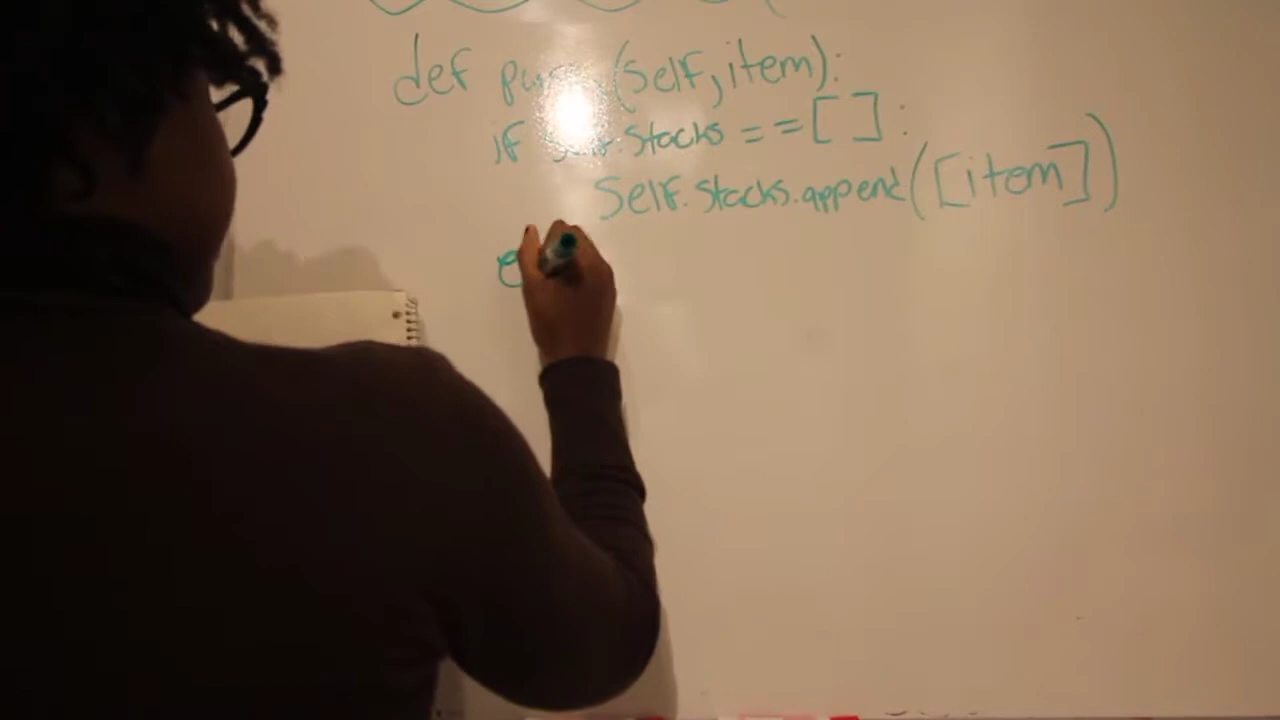 def push(self, item):
if self.stacks == []:
self.stacks.append([item])
e